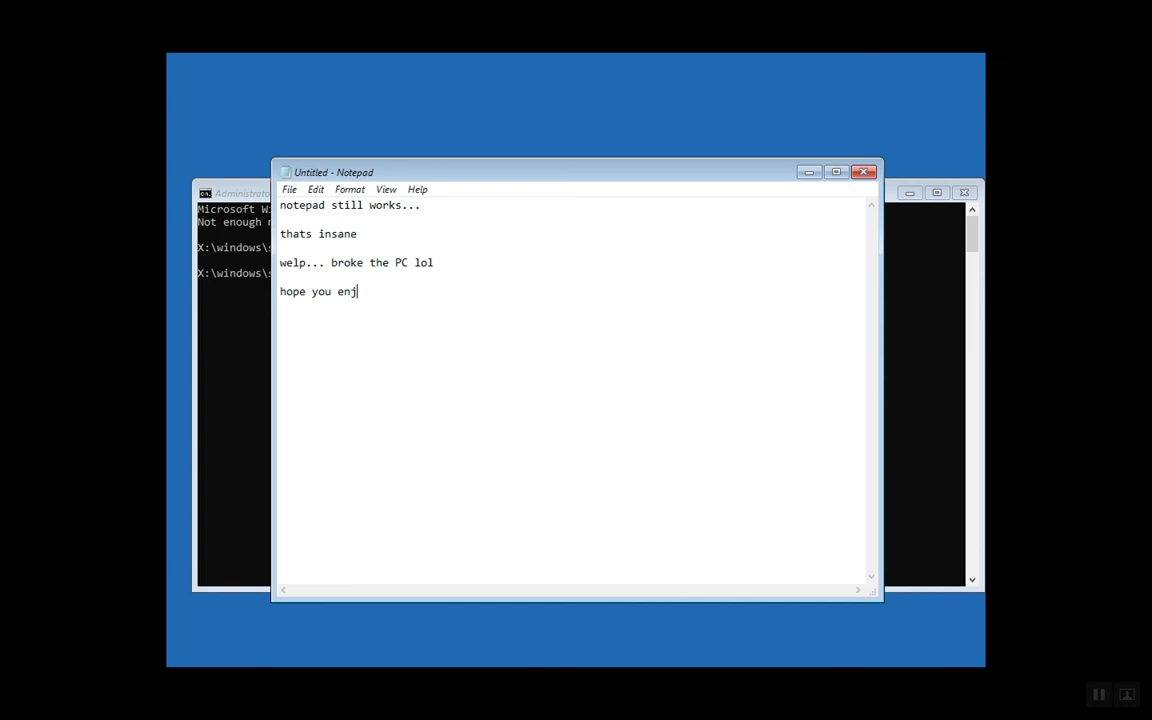 Untitled - Notepad
File Edit Format View Help
notepad still works...
thats insane
welp... broke the PC lol
hope you enj
Microsoft
Not enough
X:\windows\
X:\windows\